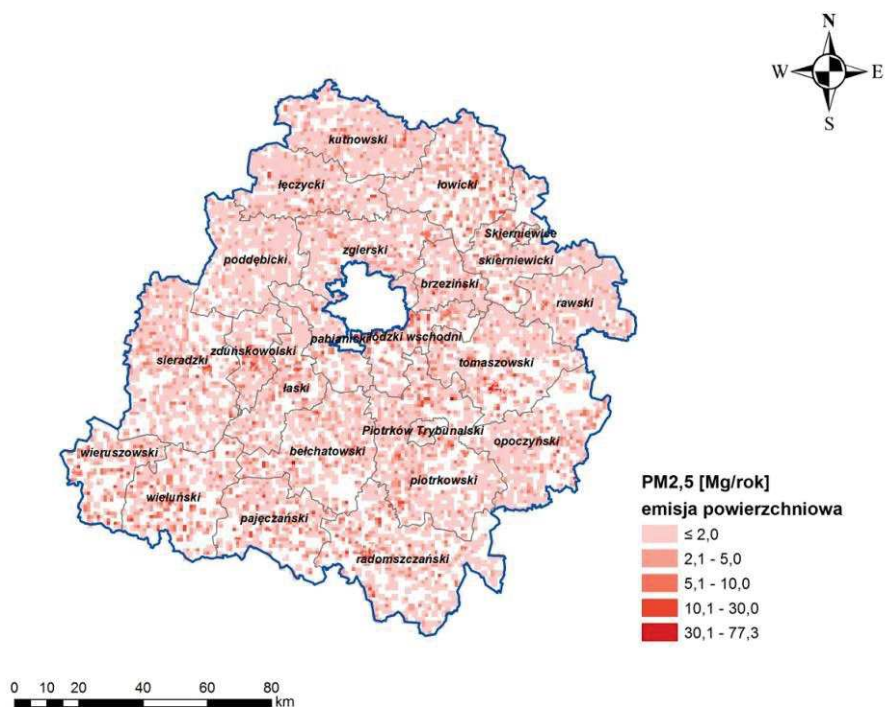 N
W E
S
kutnowski
łęczycki
łowicki
Skierniewice
zgierski
poddębicki
skierniewicki
brzeziński
rawski
pabianicki
łódzki wschodni
zduńskowolski
sieradzki
tomaszowski
łaski
Piotrków Trybunalski
opoczyński
wieruszowski
bełchatowski
piotrkowski
wieluński
pajęczański
radomszczański
PM2,5 [Mg/rok]
emisja powierzchniowa
≤ 2,0
2,1 - 5,0
5,1 - 10,0
10,1 - 30,0
30,1 - 77,3
0 10 20 40 60 80
km